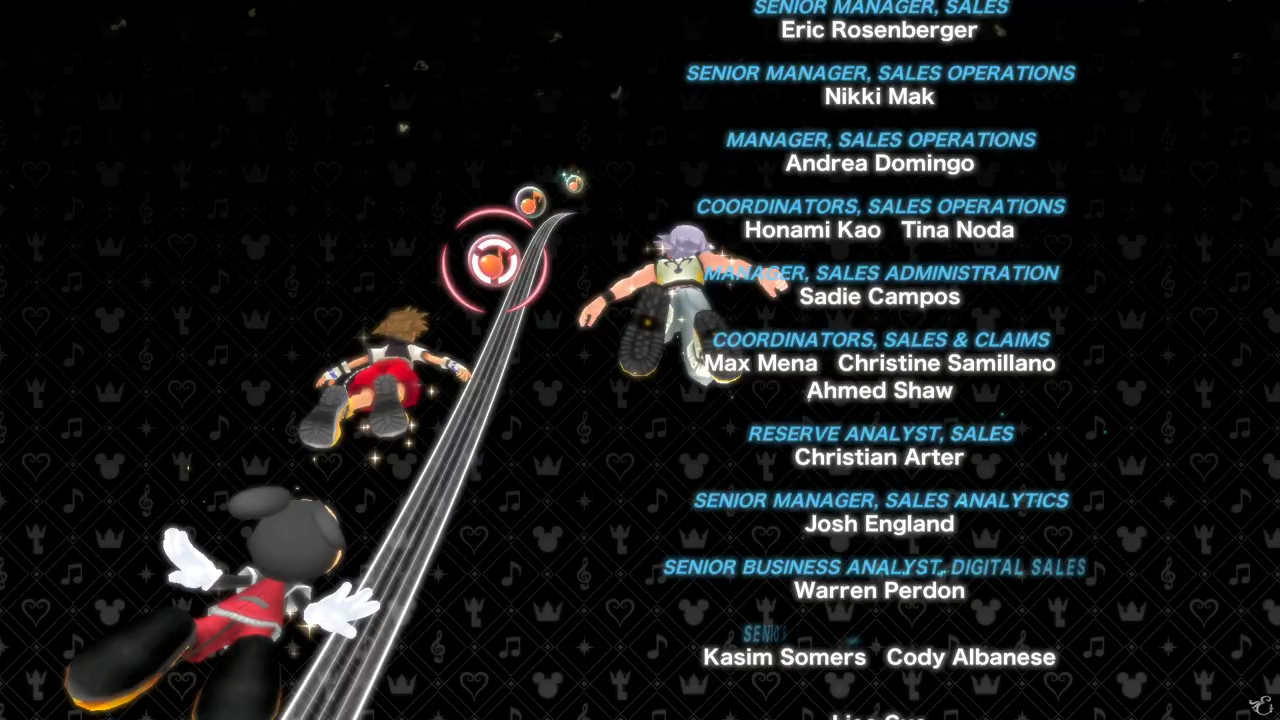 SENIOR MANAGER, SALES
Eric Rosenberger
SENIOR MANAGER, SALES OPERATIONS
Nikki Mak
MANAGER, SALES OPERATIONS
Andrea Domingo
COORDINATORS, SALES OPERATIONS
Honami Kao Tina Noda
MANAGER, SALES ADMINISTRATION
Sadie Campos
COORDINATORS, SALES & CLAIMS
Max Mena Christine Samillano
Ahmed Shaw
RESERVE ANALYST, SALES
Christian Arter
SENIOR MANAGER, SALES ANALYTICS
Josh England
SENIOR BUSINESS ANALYST, DIGITAL SALES
Warren Perdon
SENIO
Kasim Somers Cody Albanese